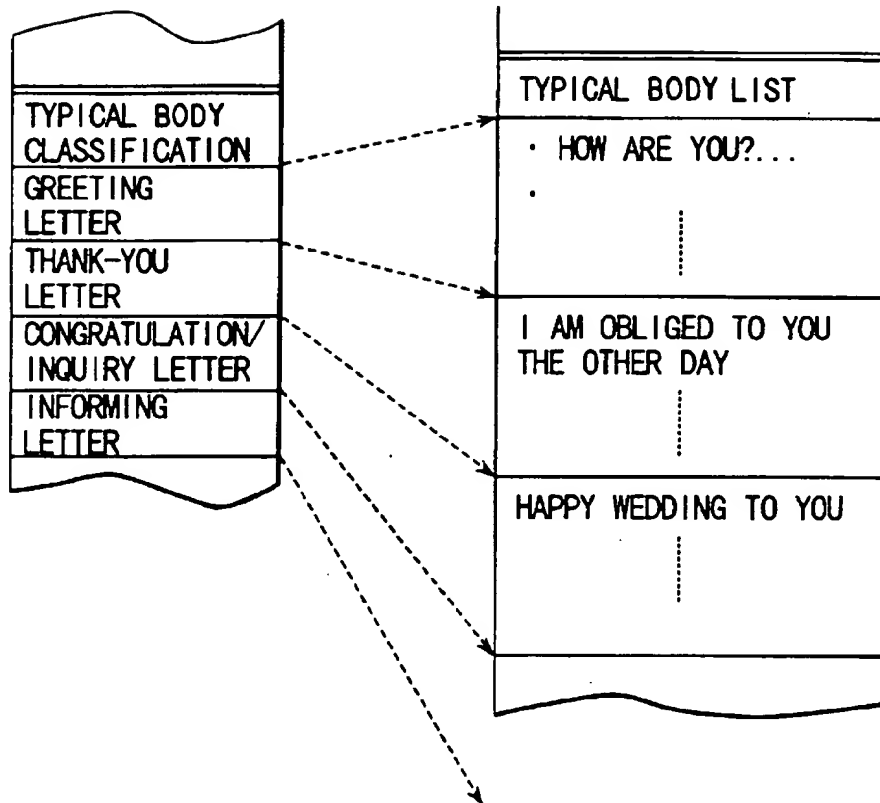 TYPICAL BODY
CLASSIFICATION
GREETING
LETTER
THANK-YOU
LETTER
CONGRATULATION/
INQUIRY LETTER
INFORMING
LETTER
TYPICAL BODY LIST
· HOW ARE YOU?...
·
I AM OBLIGED TO YOU
THE OTHER DAY
HAPPY WEDDING TO YOU